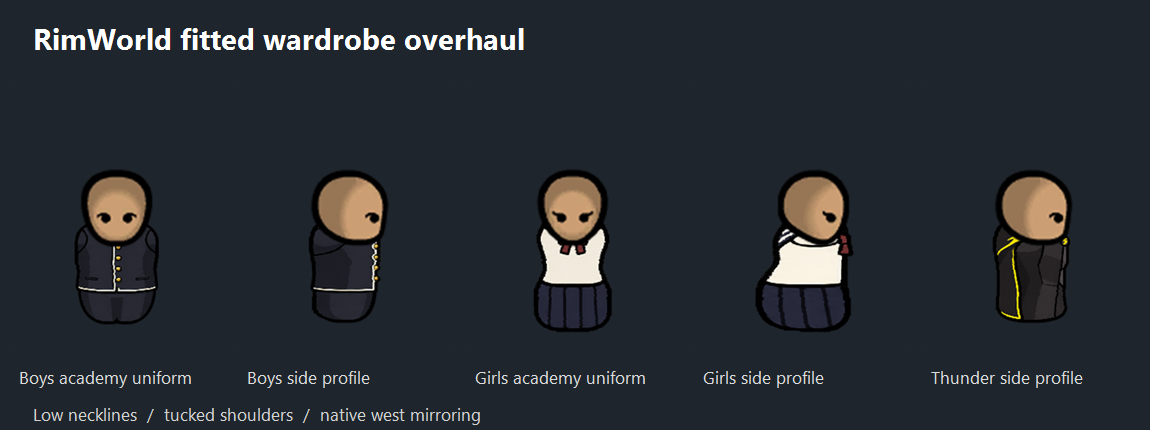 RimWorld fitted wardrobe overhaul
Boys academy uniform
Boys side profile
Girls academy uniform
Girls side profile
Thunder side profile
Low necklines / tucked shoulders / native west mirroring